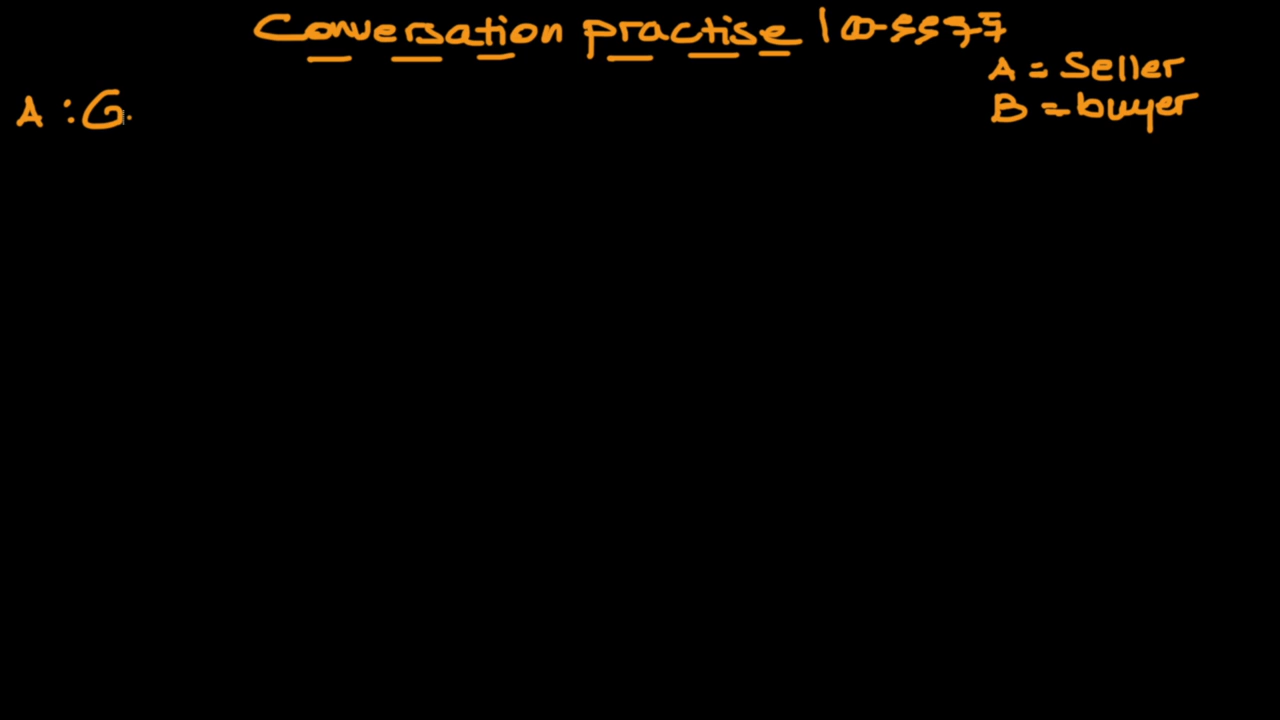 Conversation practise |
A = Seller
B = buyer
A : G